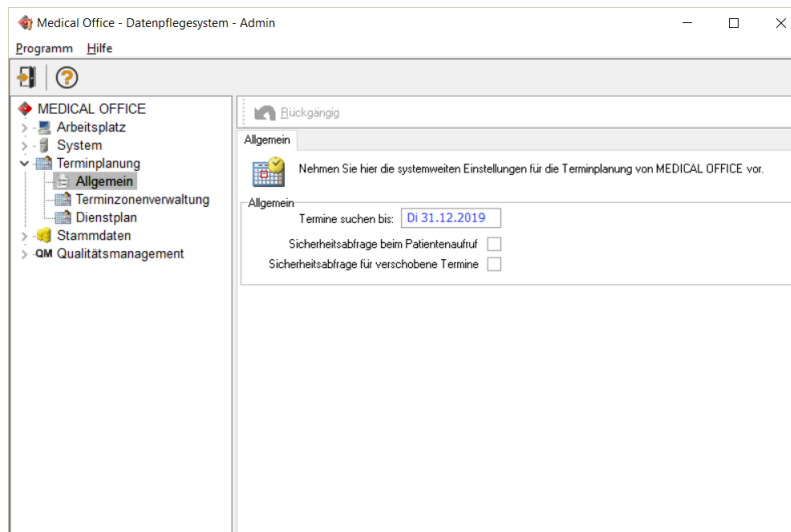 Medical Office - Datenpflegesystem - Admin
Programm Hilfe
MEDICAL OFFICE
Arbeitsplatz
System
Terminplanung
Allgemein
Terminzonenverwaltung
Dienstplan
Stammdaten
QM Qualitätsmanagement
Rückgängig
Allgemein
Nehmen Sie hier die systemweiten Einstellungen für die Terminplanung von MEDICAL OFFICE vor.
Allgemein
Termine suchen bis: Di 31.12.2019
Sicherheitsabfrage beim Patientenaufruf
Sicherheitsabfrage für verschobene Termine